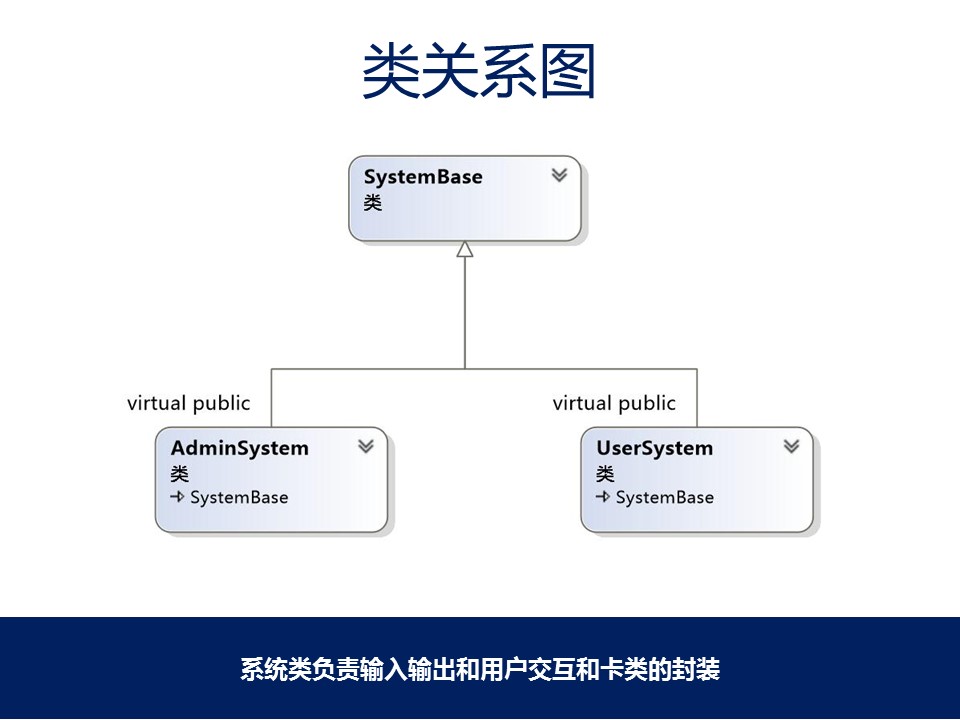 类关系图
SystemBase
类
virtual public
virtual public
AdminSystem
类
SystemBase
UserSystem
类
SystemBase
系统类负责输入输出和用户交互和卡类的封装